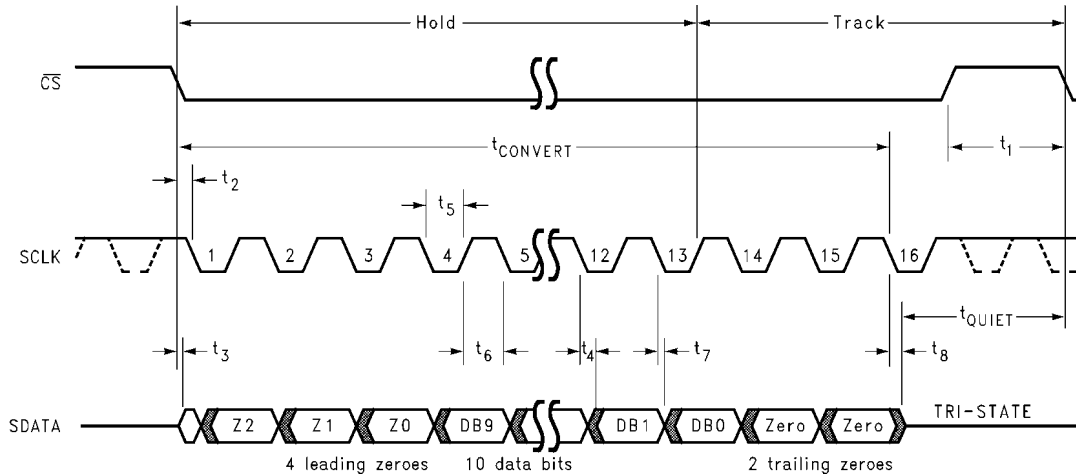 Hold Track
CS
tCONVERT t1
t2
t5
SCLK 1 2 3 4 5 12 13 14 15 16
tQUIET
t3 t6 t4 t7 t8
SDATA Z2 Z1 Z0 DB9 DB1 DB0 Zero Zero TRI-STATE
4 leading zeroes 10 data bits 2 trailing zeroes